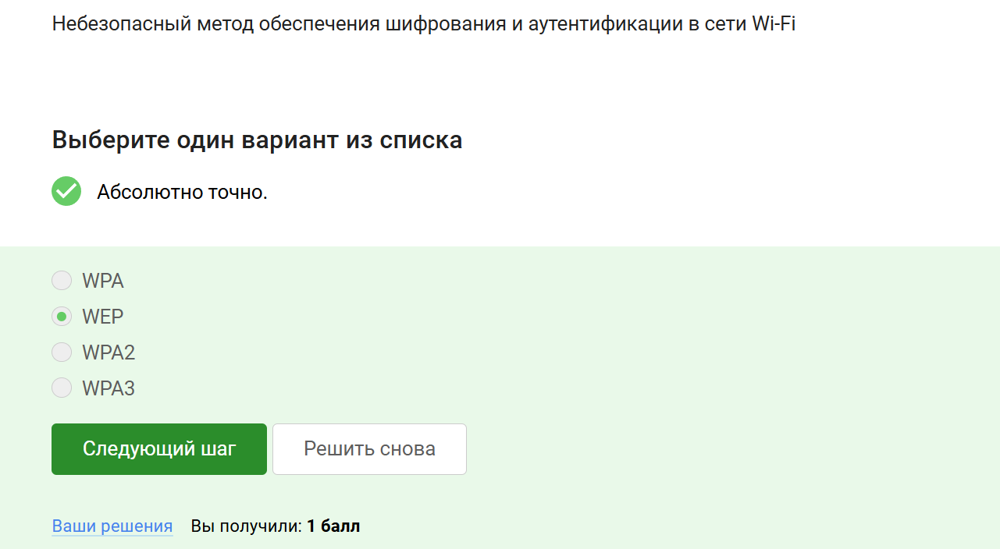 Небезопасный метод обеспечения шифрования и аутентификации в сети Wi-Fi
Выберите один вариант из списка
Абсолютно точно.
WPA
WEP
WPA2
WPA3
Следующий шаг Решить снова
Ваши решения Вы получили: 1 балл